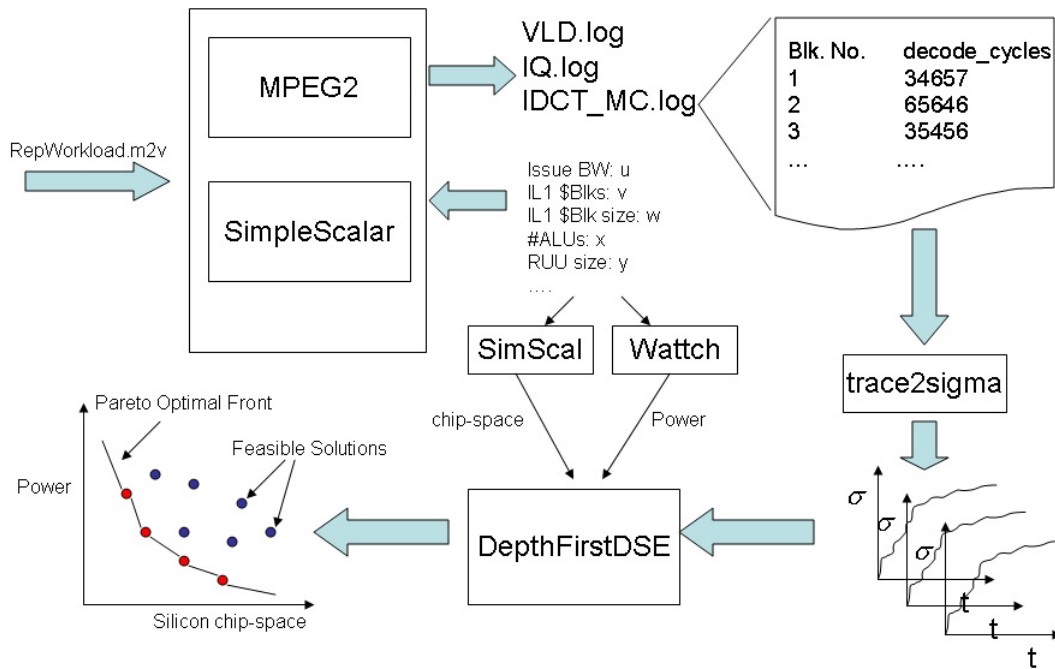 RepWorkload.m2v
MPEG2
SimpleScalar
VLD.log
IQ.log
IDCT_MC.log
Blk. No. decode_cycles
1 34657
2 65646
3 35456
... ....
Issue BW: u
IL1 $Blks: v
IL1 $Blk size: w
#ALUs: x
RUU size: y
....
SimScal
Wattch
chip-space
Power
trace2sigma
σ
σ
σ
t
t
t
DepthFirstDSE
Pareto Optimal Front
Feasible Solutions
Power
Silicon chip-space